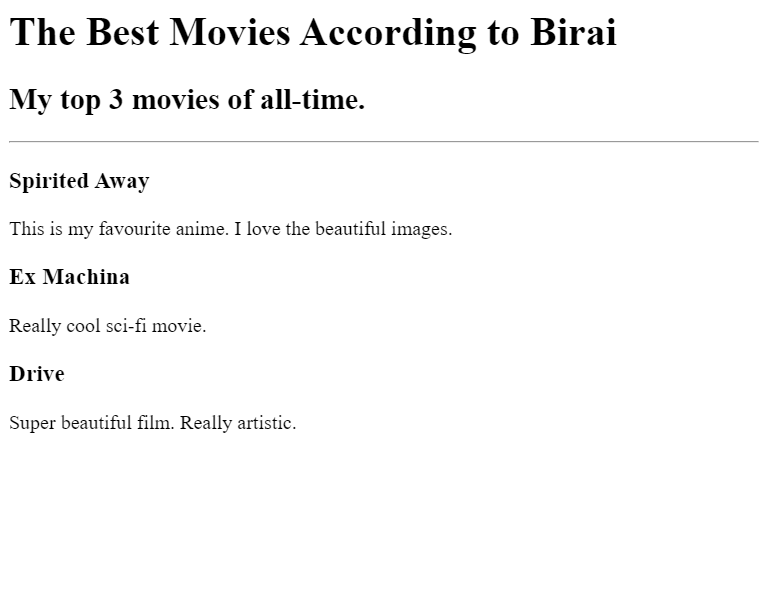 The Best Movies According to Birai
My top 3 movies of all-time.
Spirited Away
This is my favourite anime. I love the beautiful images.
Ex Machina
Really cool sci-fi movie.
Drive
Super beautiful film. Really artistic.